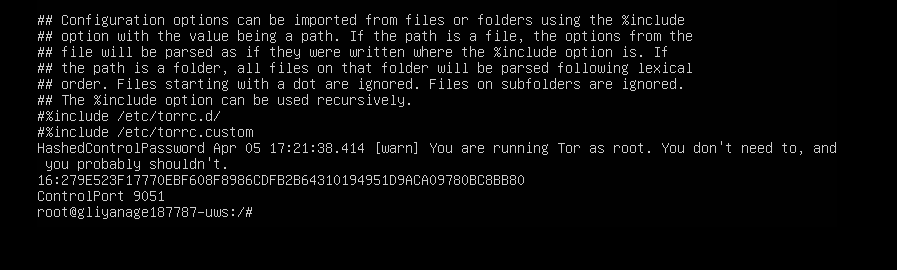 ## Configuration options can be imported from files or folders using the %include
## option with the value being a path. If the path is a file, the options from the
## file will be parsed as if they were written where the %include option is. If
## the path is a folder, all files on that folder will be parsed following lexical
## order. Files starting with a dot are ignored. Files on subfolders are ignored.
## The %include option can be used recursively.
#%include /etc/torrc.d/
#%include /etc/torrc.custom
HashedControlPassword Apr 05 17:21:38.414 [warn] You are running Tor as root. You don't need to, and
 you probably shouldn't.
16:279E523F17770EBF608F8986CDFB2B64310194951D9ACA09780BC8BB80
ControlPort 9051
root@gliyanage187787-uws:/#